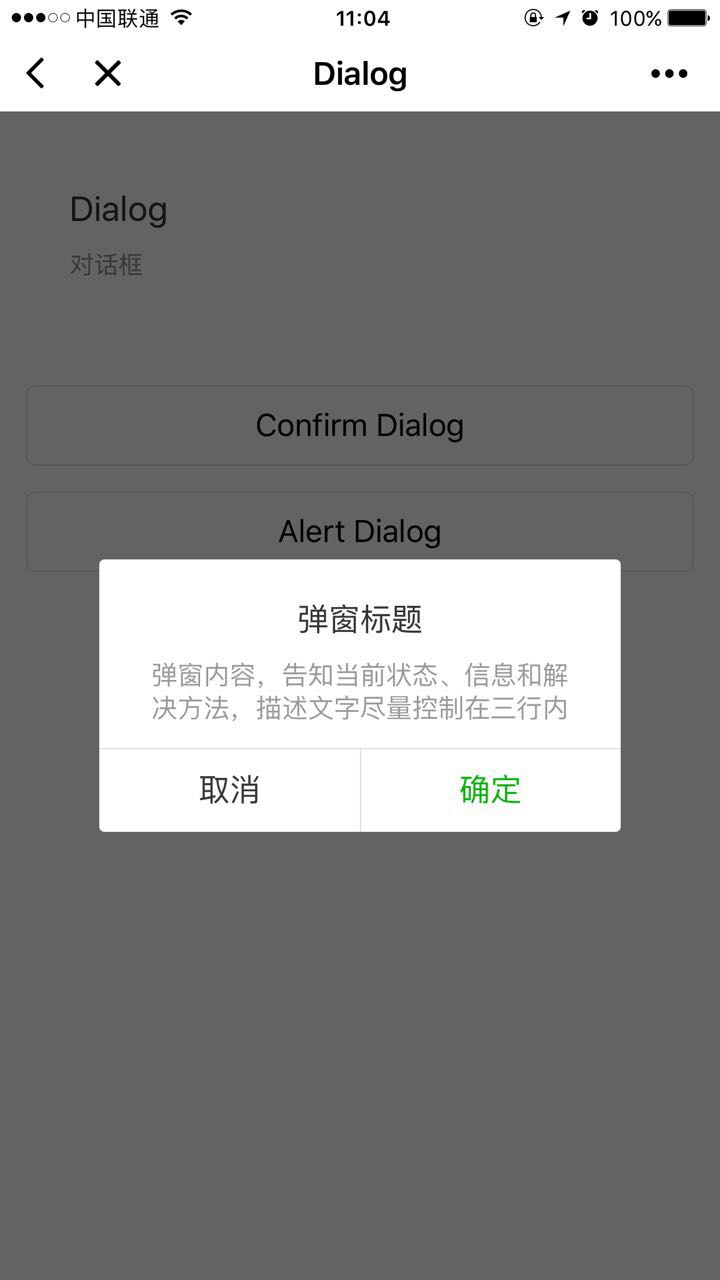 中国联通
11:04
100%
Dialog
Dialog
对话框
Confirm Dialog
Alert Dialog
弹窗标题
弹窗内容，告知当前状态、信息和解
决方法，描述文字尽量控制在三行内
取消
确定